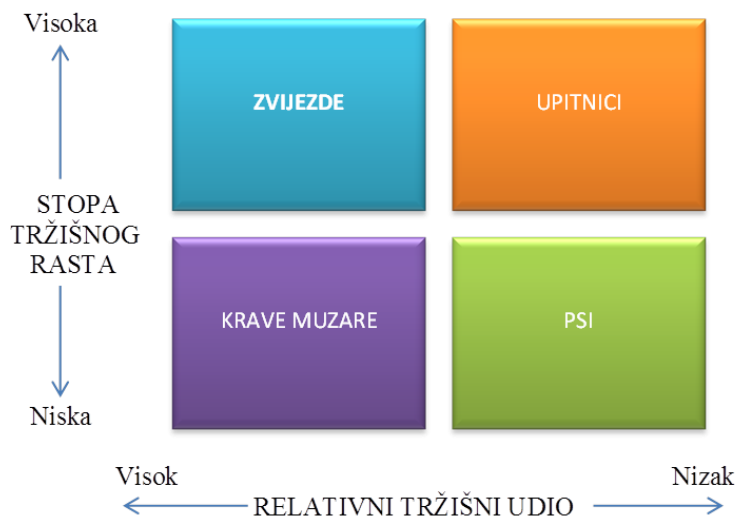 Visoka
ZVIJEZDE
UPITNICI
STOPA
TRŽIŠNOG
RASTA
KRAVE MUZARE
PSI
Niska
Visok
Nizak
RELATIVNI TRŽIŠNI UDIO